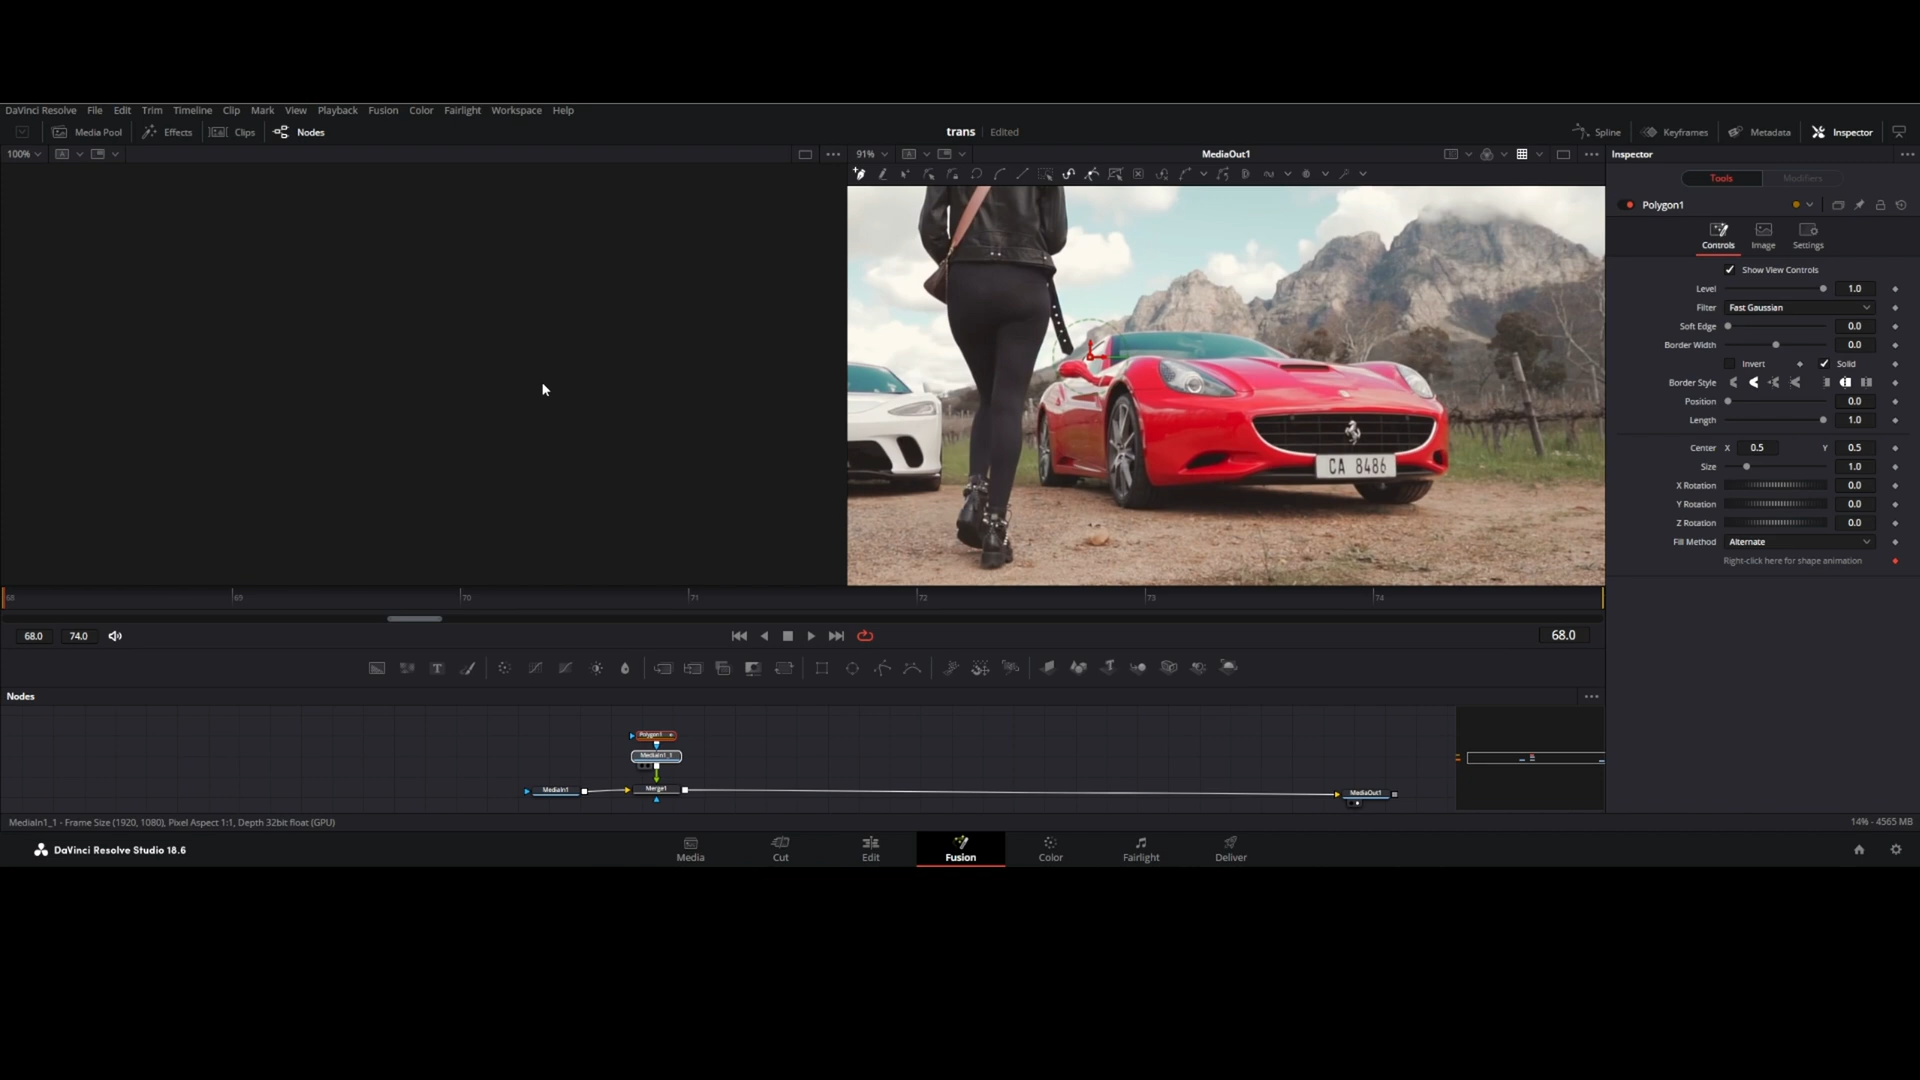 DaVinci Resolve File Edit Trim Timeline Clip Mark View Playback Fusion Color Fairlight Workspace Help
Media Pool Effects Clips Nodes trans Edited Spline Keyframes Metadata Inspector
100% 91% MediaOut1 Inspector
Tools Modifiers
Polygon1
Controls Image Settings
Show View Controls
Level 1.0
Filter Fast Gaussian
Soft Edge 0.0
Border Width 0.0
Invert Solid
Border Style
Position 0.0
Length 1.0
Center X 0.5 Y 0.5
Size 1.0
X Rotation 0.0
Y Rotation 0.0
Z Rotation 0.0
Fill Method Alternate
Right-click here for shape animation
CA 8486
68 69 70 71 72 73 74
68.0 74.0 68.0
Nodes
Polygon1
MediaIn1_1
MediaIn1 Merge1 MediaOut1
MediaIn1_1 - Frame Size (1920, 1080), Pixel Aspect 1:1, Depth 32bit float (GPU) 14% - 4565 MB
DaVinci Resolve Studio 18.6 Media Cut Edit Fusion Color Fairlight Deliver